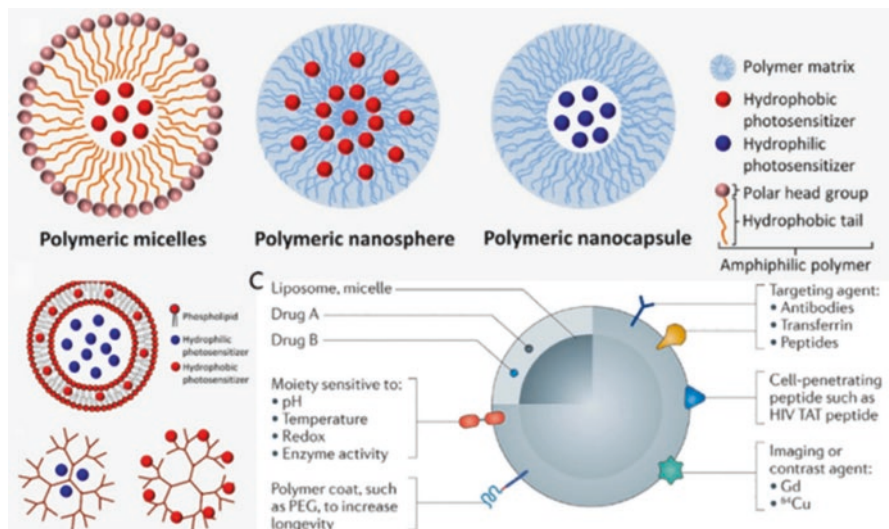 Polymeric micelles
Polymeric nanosphere
Polymeric nanocapsule
Polymer matrix
Hydrophobic
photosensitizer
Hydrophilic
photosensitizer
Polar head group
Hydrophobic tail
Amphiphilic polymer
Phospholipid
Hydrophilic
photosensitizer
Hydrophobic
photosensitizer
C
Liposome, micelle
Drug A
Drug B
Moiety sensitive to:
• pH
• Temperature
• Redox
• Enzyme activity
Polymer coat, such
as PEG, to increase
longevity
Targeting agent:
• Antibodies
• Transferrin
• Peptides
Cell-penetrating
peptide such as
HIV TAT peptide
Imaging or
contrast agent:
• Gd
• ⁶⁴Cu